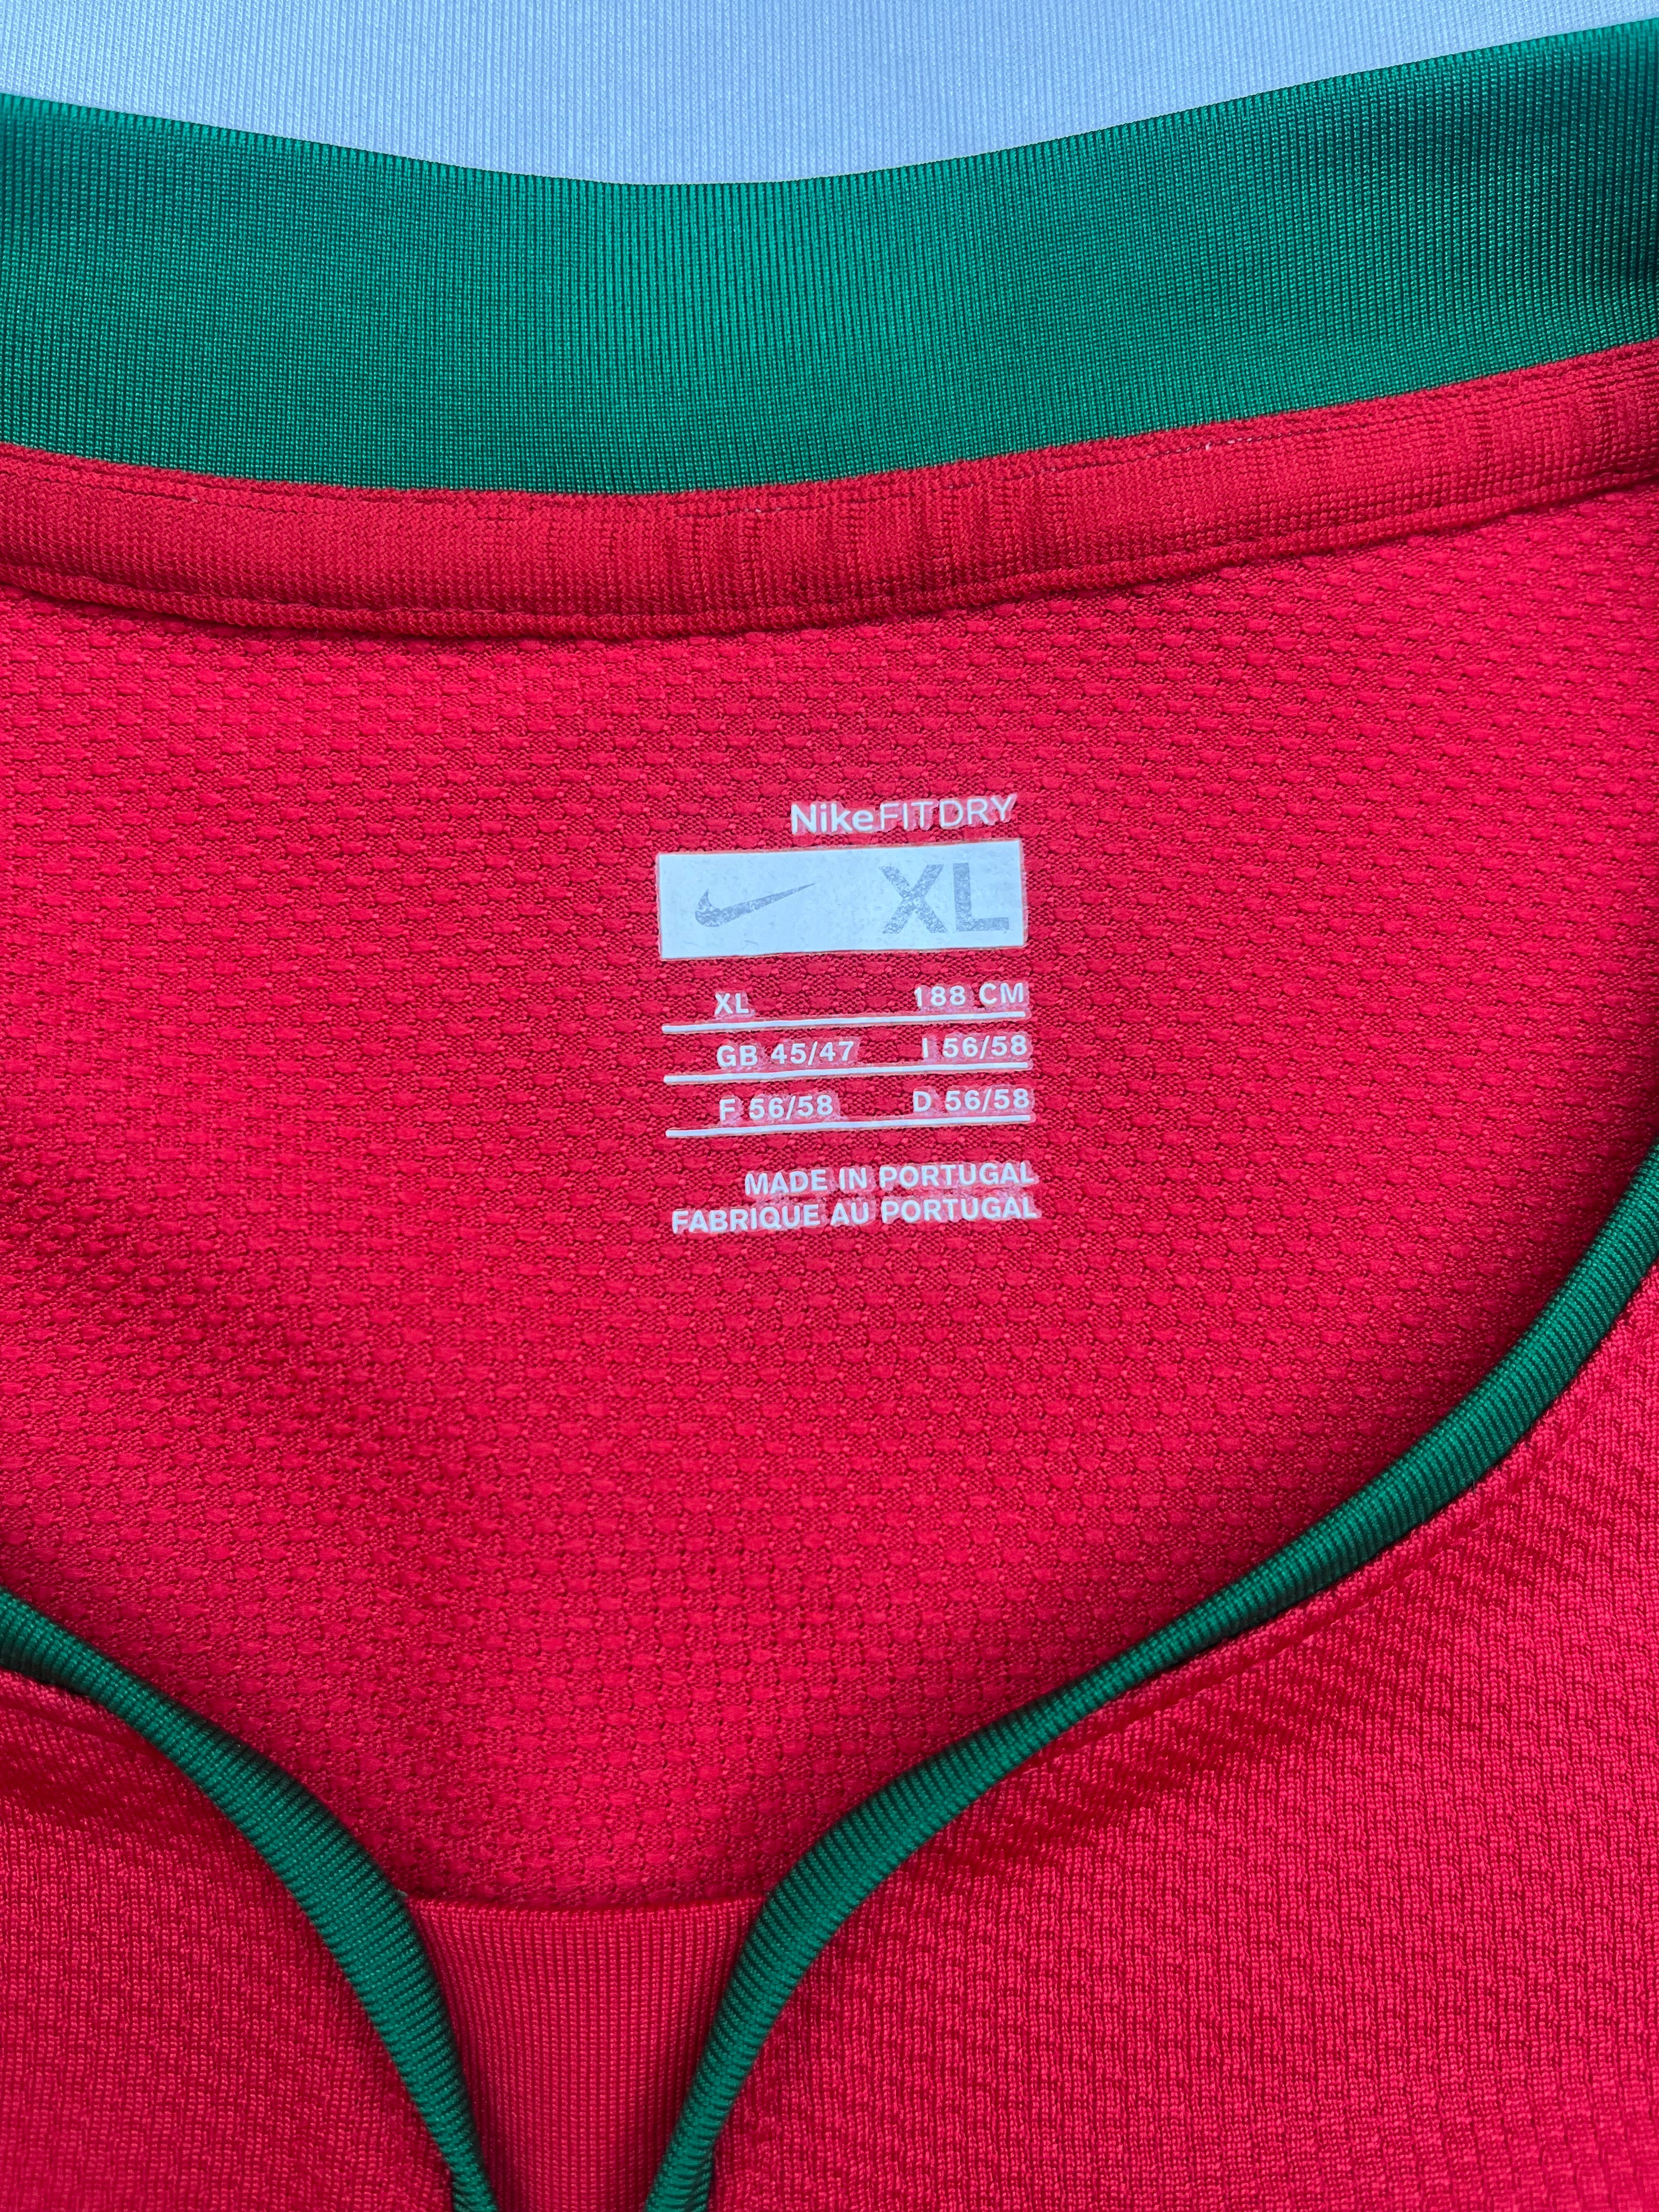 NikeFITDRY
XL
XL 188 CM
GB 45/47 I 56/58
F 56/58 D 56/58
MADE IN PORTUGAL
FABRIQUE AU PORTUGAL